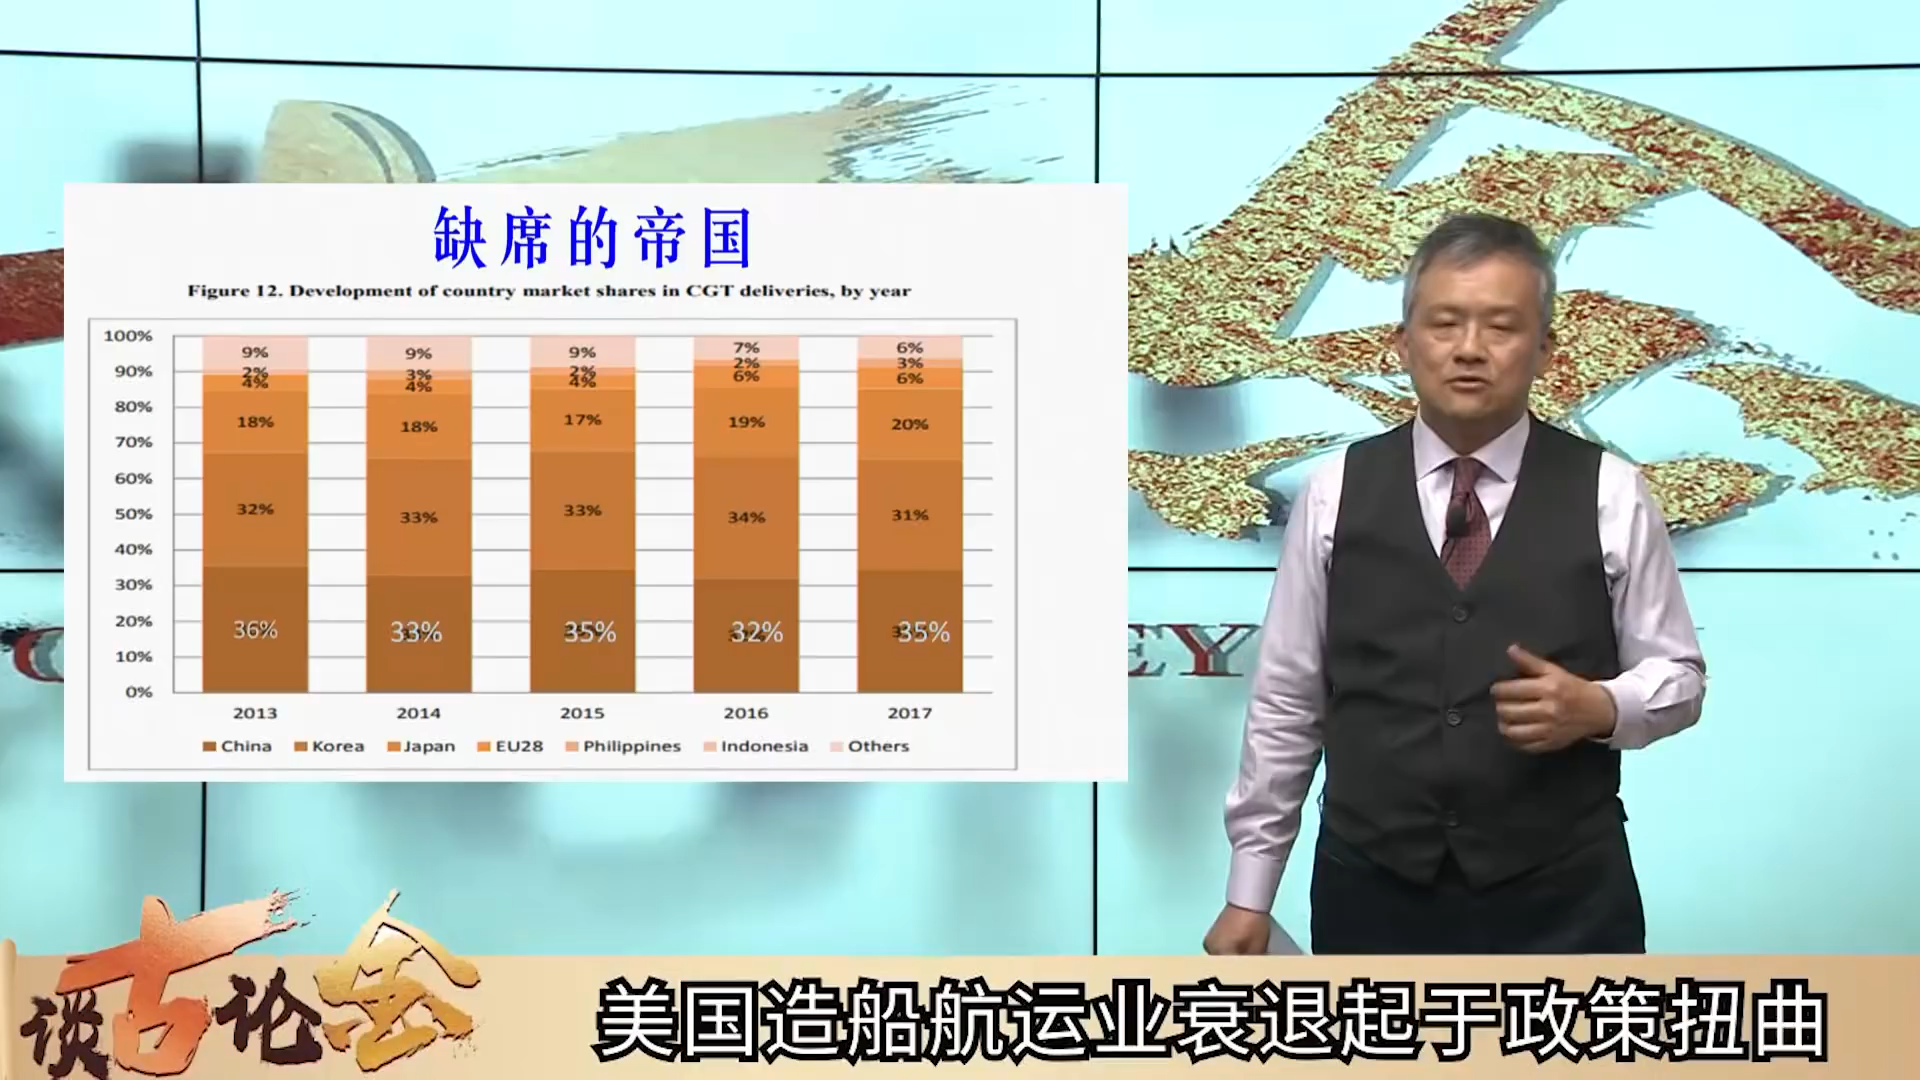 缺席的帝国
Figure 12. Development of country market shares in CGT deliveries, by year
100%
90%
80%
70%
60%
50%
40%
30%
20%
10%
0%
9% 9% 9% 7% 6%
2% 3% 2% 2% 3%
4% 4% 4% 6% 6%
18% 18% 17% 19% 20%
32% 33% 33% 34% 31%
36% 33% 35% 32% 35%
2013 2014 2015 2016 2017
China Korea Japan EU28 Philippines Indonesia Others
EY
谈古论金
美国造船航运业衰退起于政策扭曲